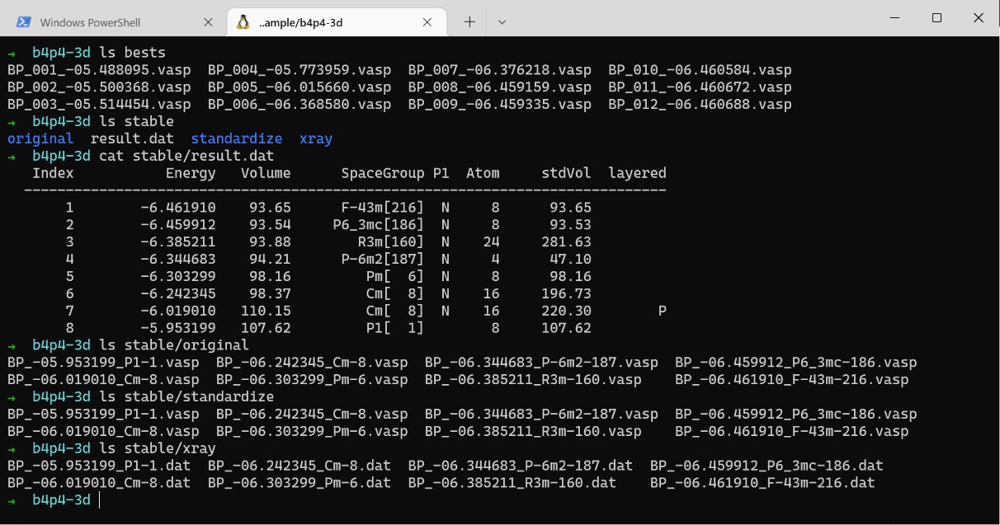 Windows PowerShell
..ample/b4p4-3d
→ b4p4-3d ls bests
BP_001_-05.488095.vasp  BP_004_-05.773959.vasp  BP_007_-06.376218.vasp  BP_010_-06.460584.vasp
BP_002_-05.500368.vasp  BP_005_-06.015660.vasp  BP_008_-06.459159.vasp  BP_011_-06.460672.vasp
BP_003_-05.514454.vasp  BP_006_-06.368580.vasp  BP_009_-06.459335.vasp  BP_012_-06.460688.vasp
→ b4p4-3d ls stable
original  result.dat  standardize  xray
→ b4p4-3d cat stable/result.dat
   Index           Energy   Volume      SpaceGroup P1  Atom     stdVol  layered
  -----------------------------------------------------------------------------
       1        -6.461910    93.65      F-43m[216]  N     8      93.65
       2        -6.459912    93.54     P6_3mc[186]  N     8      93.53
       3        -6.385211    93.88        R3m[160]  N    24     281.63
       4        -6.344683    94.21      P-6m2[187]  N     4      47.10
       5        -6.303299    98.16         Pm[  6]  N     8      98.16
       6        -6.242345    98.37         Cm[  8]  N    16     196.73
       7        -6.019010   110.15         Cm[  8]  N    16     220.30        P
       8        -5.953199   107.62         P1[  1]        8     107.62
→ b4p4-3d ls stable/original
BP_-05.953199_P1-1.vasp  BP_-06.242345_Cm-8.vasp  BP_-06.344683_P-6m2-187.vasp  BP_-06.459912_P6_3mc-186.vasp
BP_-06.019010_Cm-8.vasp  BP_-06.303299_Pm-6.vasp  BP_-06.385211_R3m-160.vasp    BP_-06.461910_F-43m-216.vasp
→ b4p4-3d ls stable/standardize
BP_-05.953199_P1-1.vasp  BP_-06.242345_Cm-8.vasp  BP_-06.344683_P-6m2-187.vasp  BP_-06.459912_P6_3mc-186.vasp
BP_-06.019010_Cm-8.vasp  BP_-06.303299_Pm-6.vasp  BP_-06.385211_R3m-160.vasp    BP_-06.461910_F-43m-216.vasp
→ b4p4-3d ls stable/xray
BP_-05.953199_P1-1.dat  BP_-06.242345_Cm-8.dat  BP_-06.344683_P-6m2-187.dat  BP_-06.459912_P6_3mc-186.dat
BP_-06.019010_Cm-8.dat  BP_-06.303299_Pm-6.dat  BP_-06.385211_R3m-160.dat    BP_-06.461910_F-43m-216.dat
→ b4p4-3d